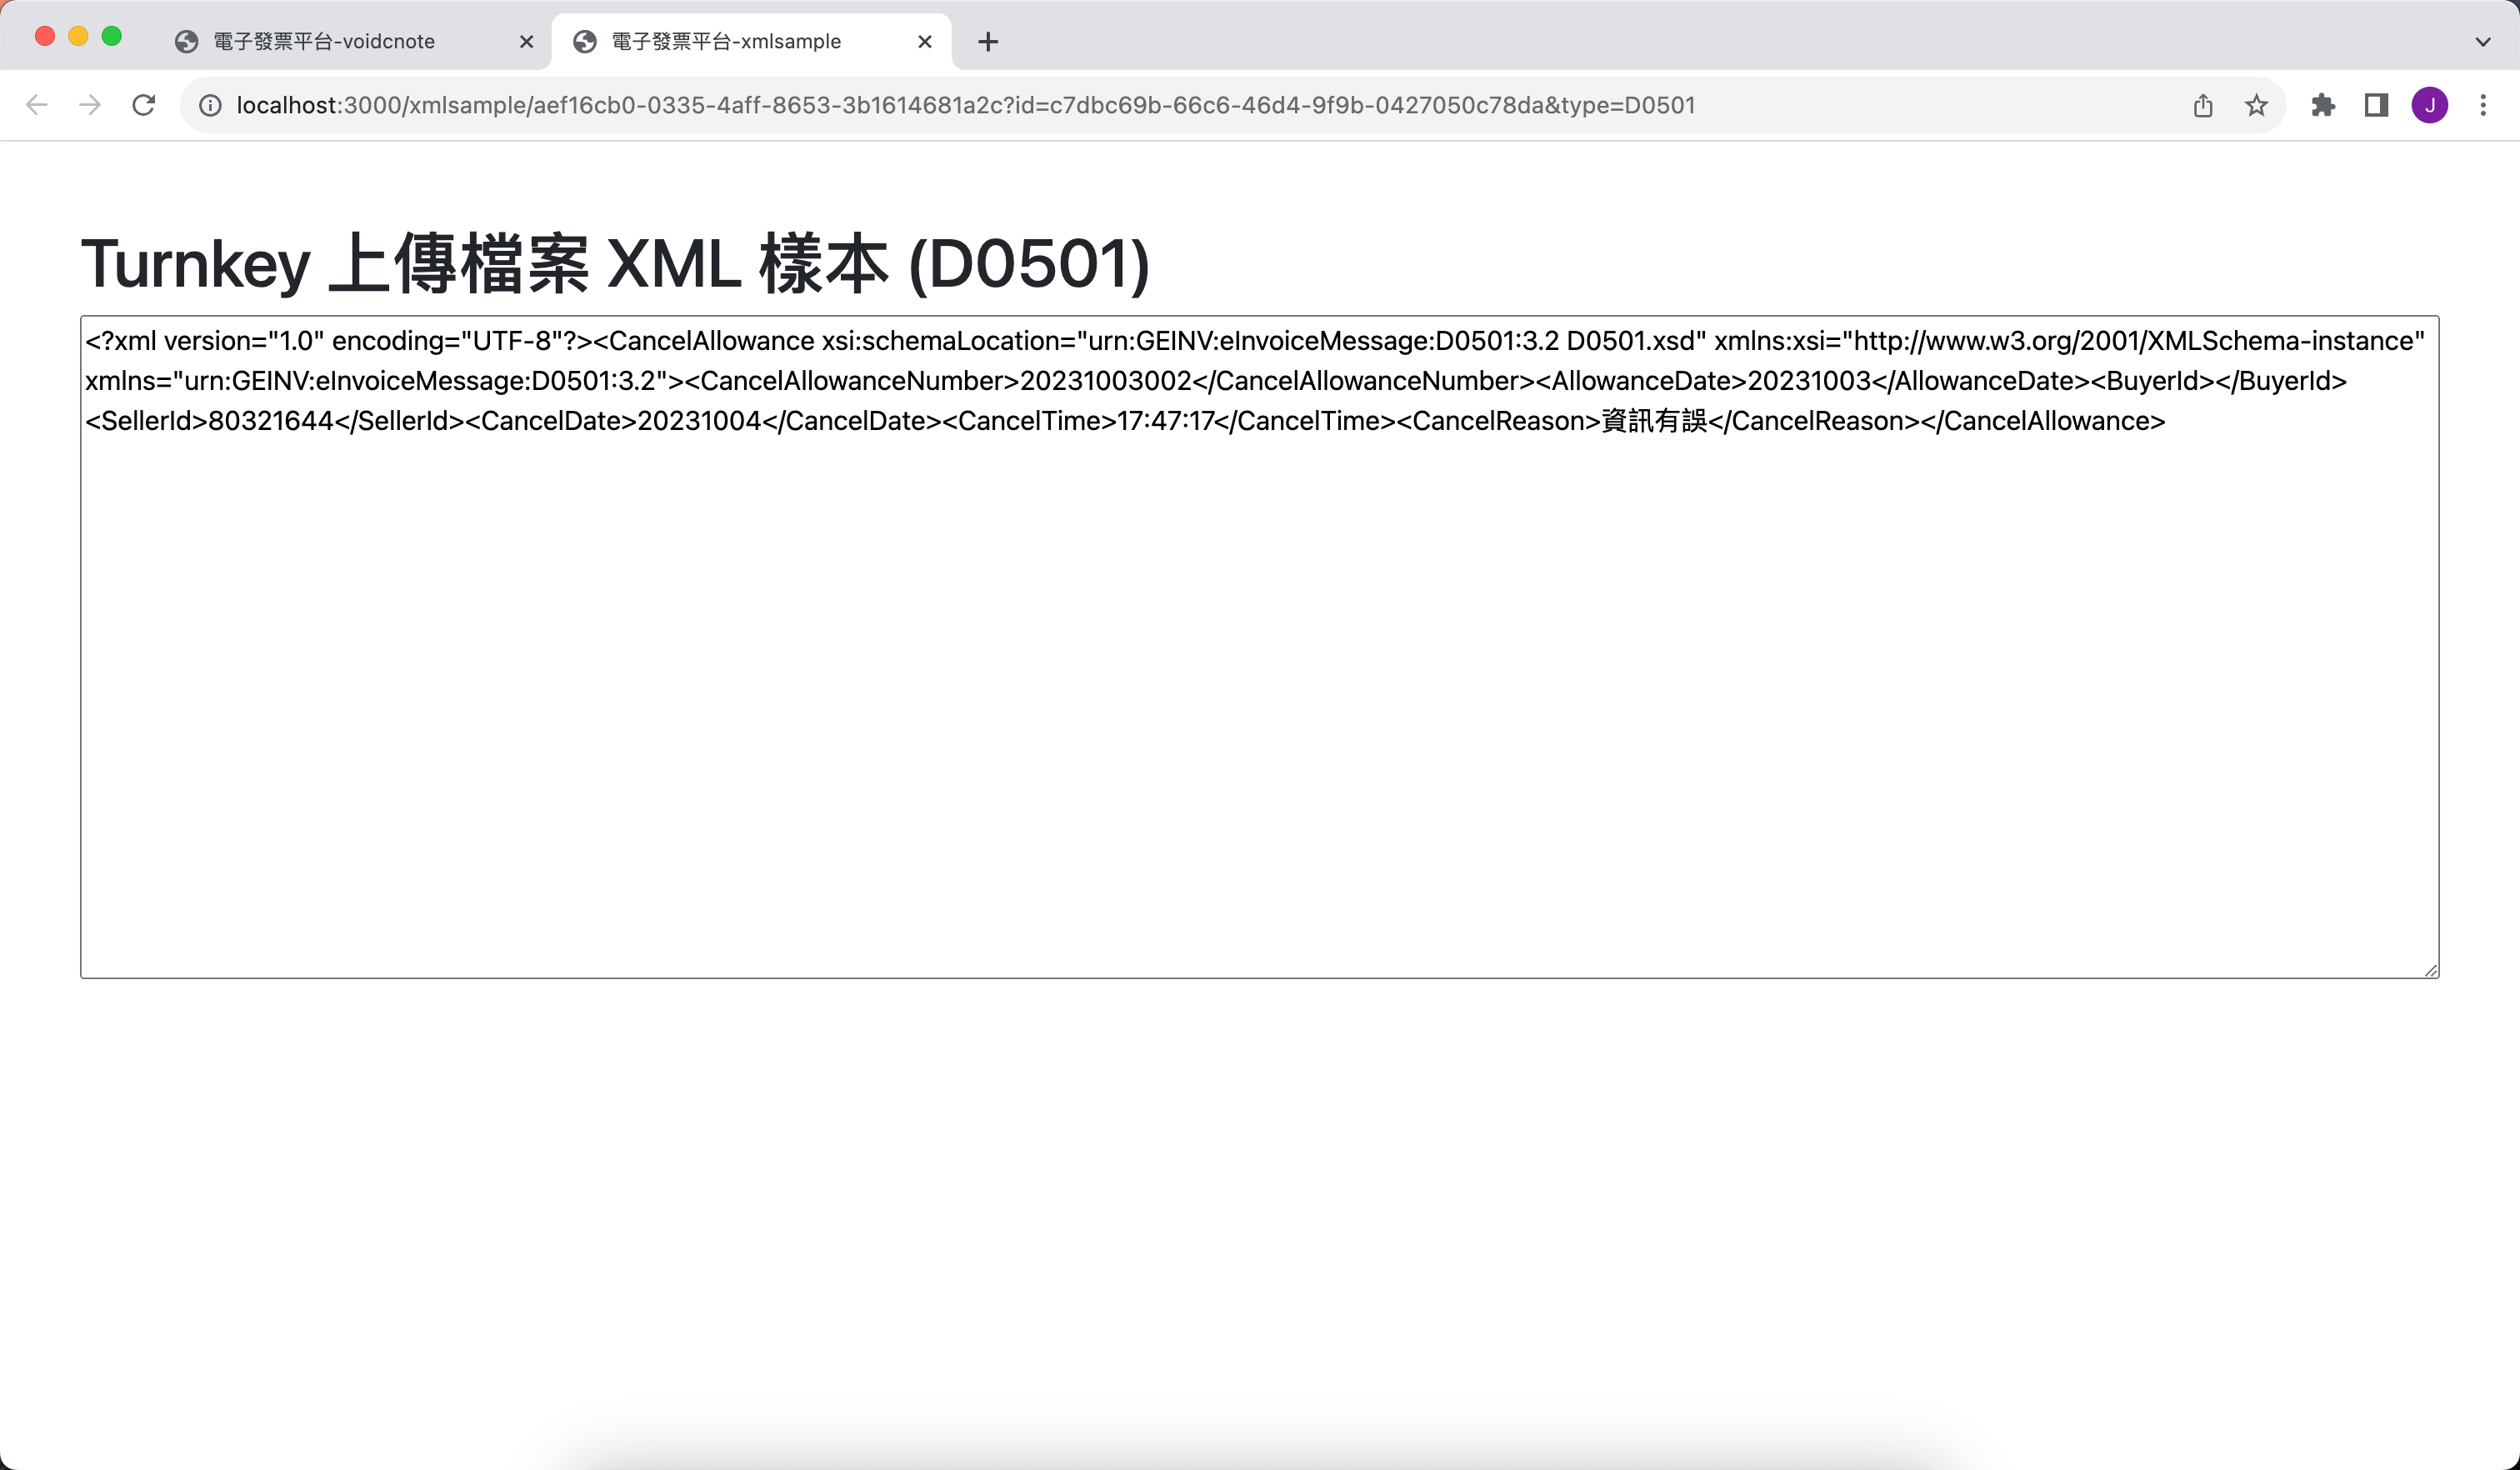 電子發票平台-voidcnote
電子發票平台-xmlsample
localhost:3000/xmlsample/aef16cb0-0335-4aff-8653-3b1614681a2c?id=c7dbc69b-66c6-46d4-9f9b-0427050c78da&type=D0501
J
Turnkey 上傳檔案 XML 樣本 (D0501)
<?xml version="1.0" encoding="UTF-8"?><CancelAllowance xsi:schemaLocation="urn:GEINV:eInvoiceMessage:D0501:3.2 D0501.xsd" xmlns:xsi="http://www.w3.org/2001/XMLSchema-instance"
xmlns="urn:GEINV:eInvoiceMessage:D0501:3.2"><CancelAllowanceNumber>20231003002</CancelAllowanceNumber><AllowanceDate>20231003</AllowanceDate><BuyerId></BuyerId>
<SellerId>80321644</SellerId><CancelDate>20231004</CancelDate><CancelTime>17:47:17</CancelTime><CancelReason>資訊有誤</CancelReason></CancelAllowance>